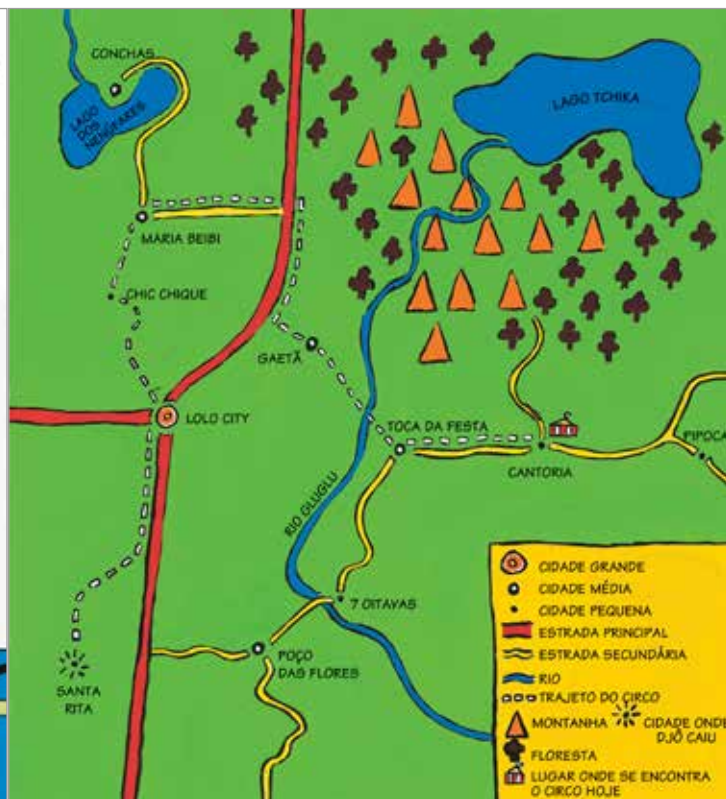 CONCHAS
LAGO
DOS
NENÚFARES
LAGO TCHIKA
MARIA BEIBI
CHIC CHIQUE
GAETÃ
LOLO CITY
TOCA DA FESTA
CANTORIA
PIPOCA
RIO GLUGLU
7 OITAVAS
POÇO
DAS FLORES
SANTA
RITA
CIDADE GRANDE
CIDADE MÉDIA
CIDADE PEQUENA
ESTRADA PRINCIPAL
ESTRADA SECUNDÁRIA
RIO
TRAJETO DO CIRCO
MONTANHA
CIDADE ONDE
DJÔ CAIU
FLORESTA
LUGAR ONDE SE ENCONTRA
O CIRCO HOJE